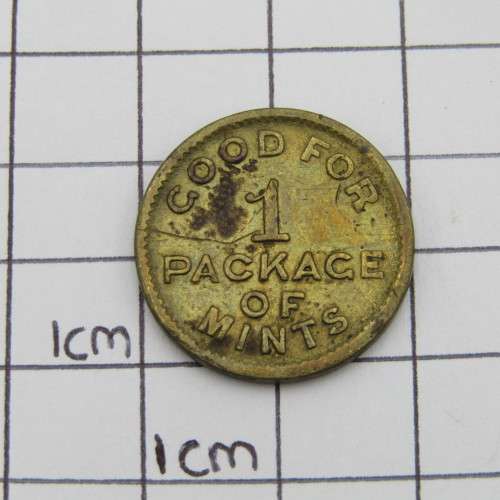 GOOD FOR
1
PACKAGE
OF
MINTS
1cm
1cm